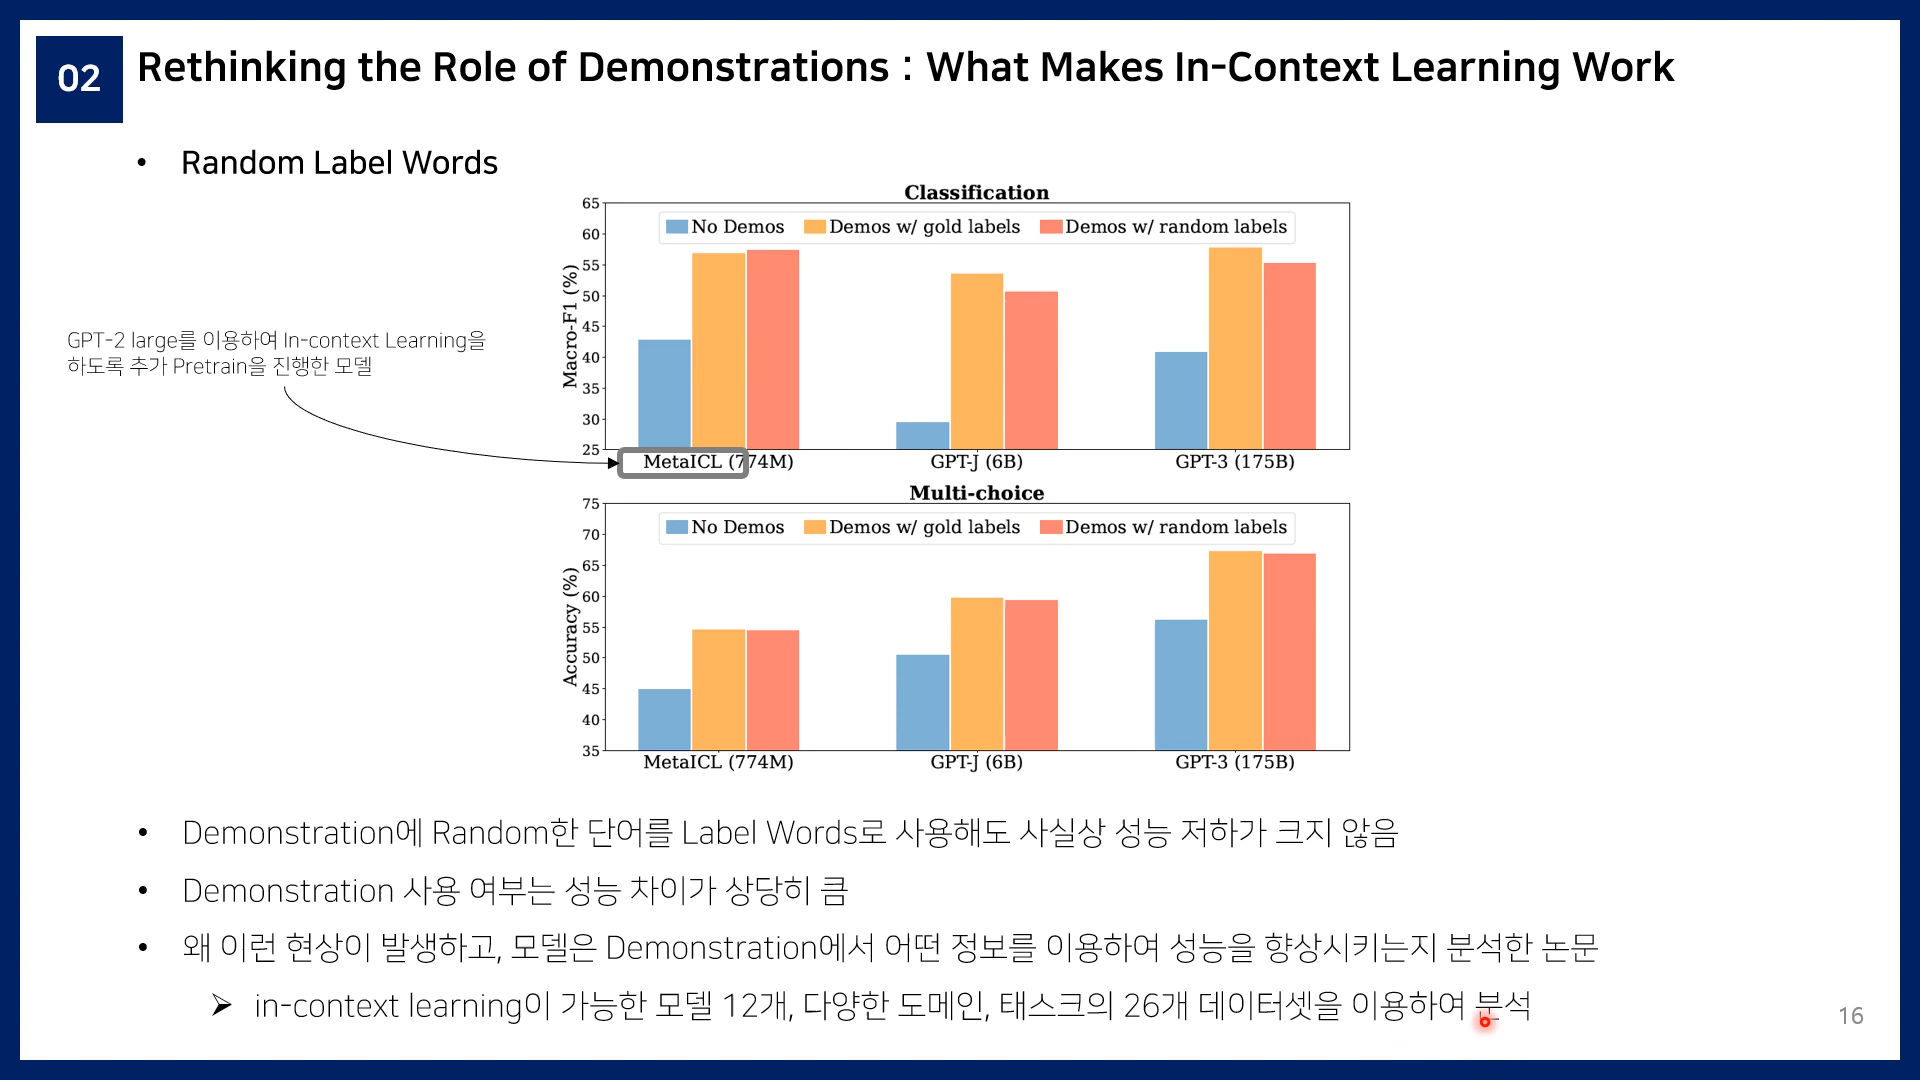 02
Rethinking the Role of Demonstrations : What Makes In-Context Learning Work
• Random Label Words
GPT-2 large를 이용하여 In-context Learning을
하도록 추가 Pretrain을 진행한 모델
Classification
No Demos Demos w/ gold labels Demos w/ random labels
Macro-F1 (%)
65
60
55
50
45
40
35
30
25
MetaICL (774M) GPT-J (6B) GPT-3 (175B)
Multi-choice
No Demos Demos w/ gold labels Demos w/ random labels
Accuracy (%)
75
70
65
60
55
50
45
40
35
MetaICL (774M) GPT-J (6B) GPT-3 (175B)
• Demonstration에 Random한 단어를 Label Words로 사용해도 사실상 성능 저하가 크지 않음
• Demonstration 사용 여부는 성능 차이가 상당히 큼
• 왜 이런 현상이 발생하고, 모델은 Demonstration에서 어떤 정보를 이용하여 성능을 향상시키는지 분석한 논문
➢ in-context learning이 가능한 모델 12개, 다양한 도메인, 태스크의 26개 데이터셋을 이용하여 분석
16